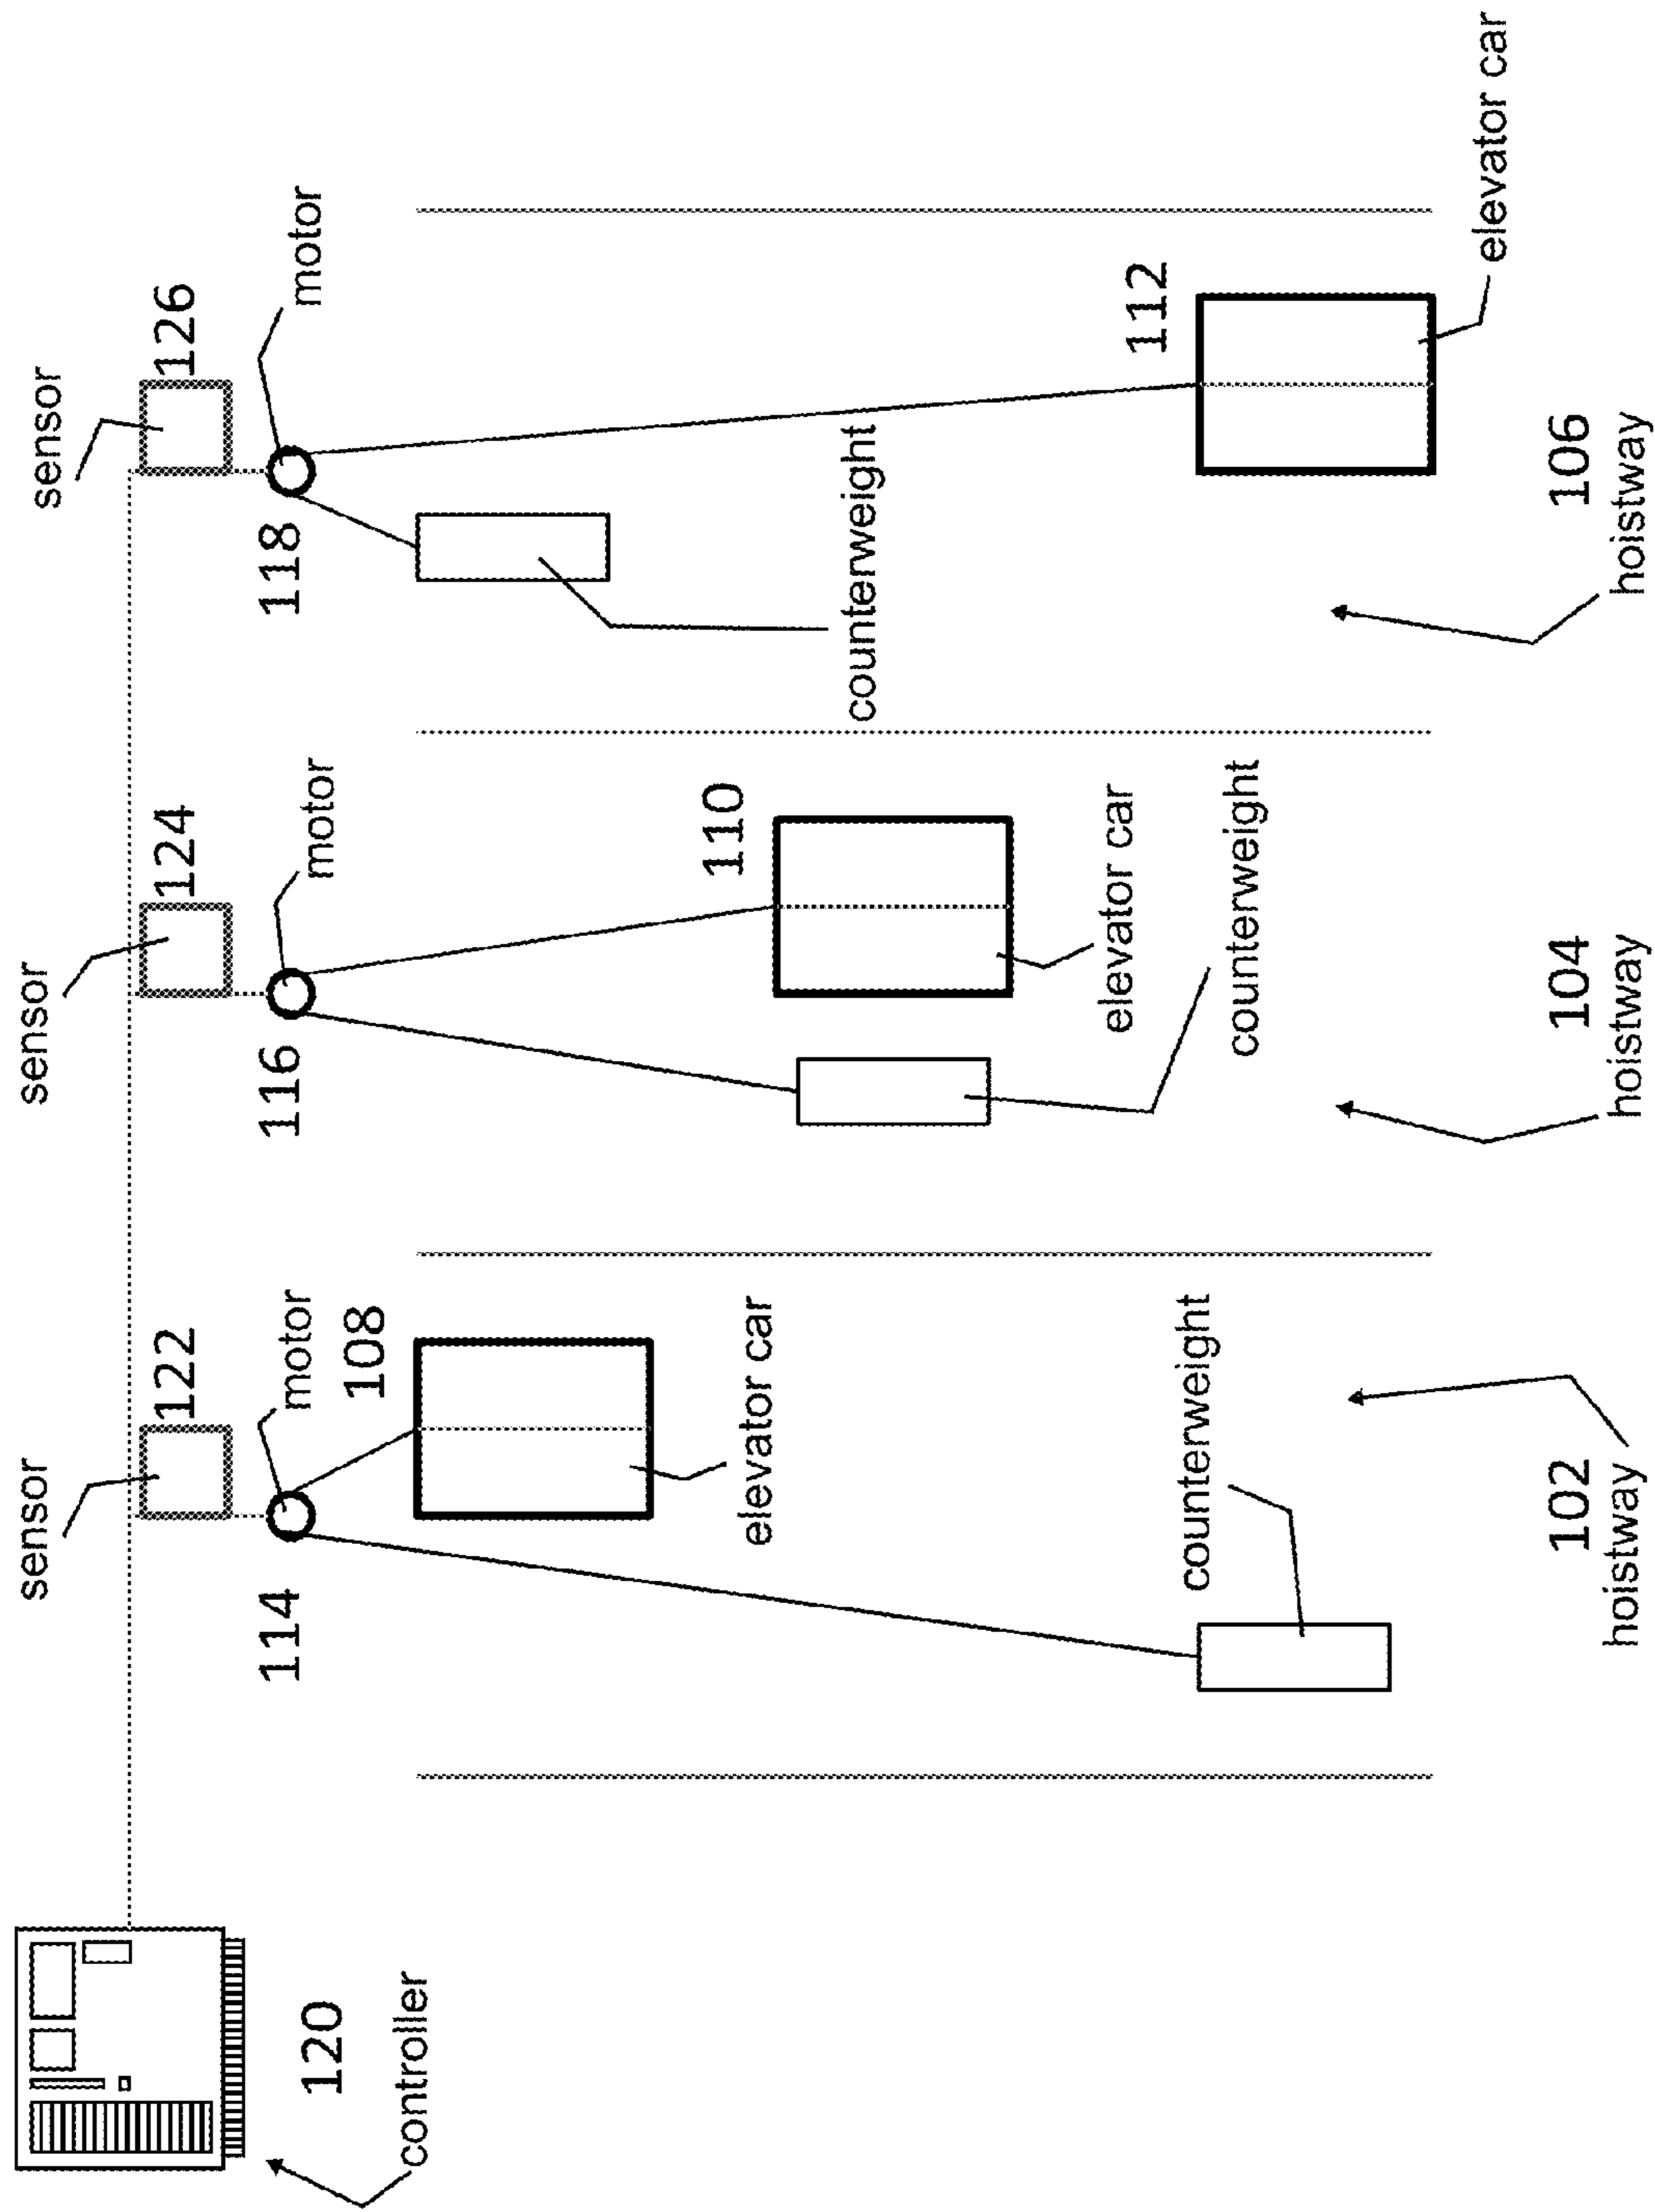 sensor
sensor
sensor
122
124
126
114
motor
116
motor
118
motor
120
108
controller
110
elevator car
counterweight
elevator car
112
counterweight
counterweight
elevator car
102
104
106
hoistway
hoistway
hoistway